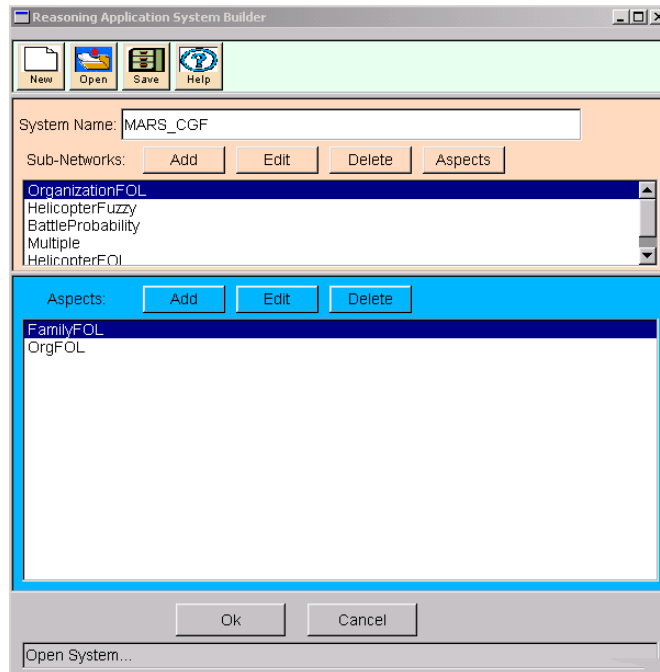 Reasoning Application System Builder
New Open Save Help
System Name: MARS_CGF
Sub-Networks: Add Edit Delete Aspects
OrganizationFOL
HelicopterFuzzy
BattleProbability
Multiple
HelicopterFOL
Aspects: Add Edit Delete
FamilyFOL
OrgFOL
Ok Cancel
Open System...